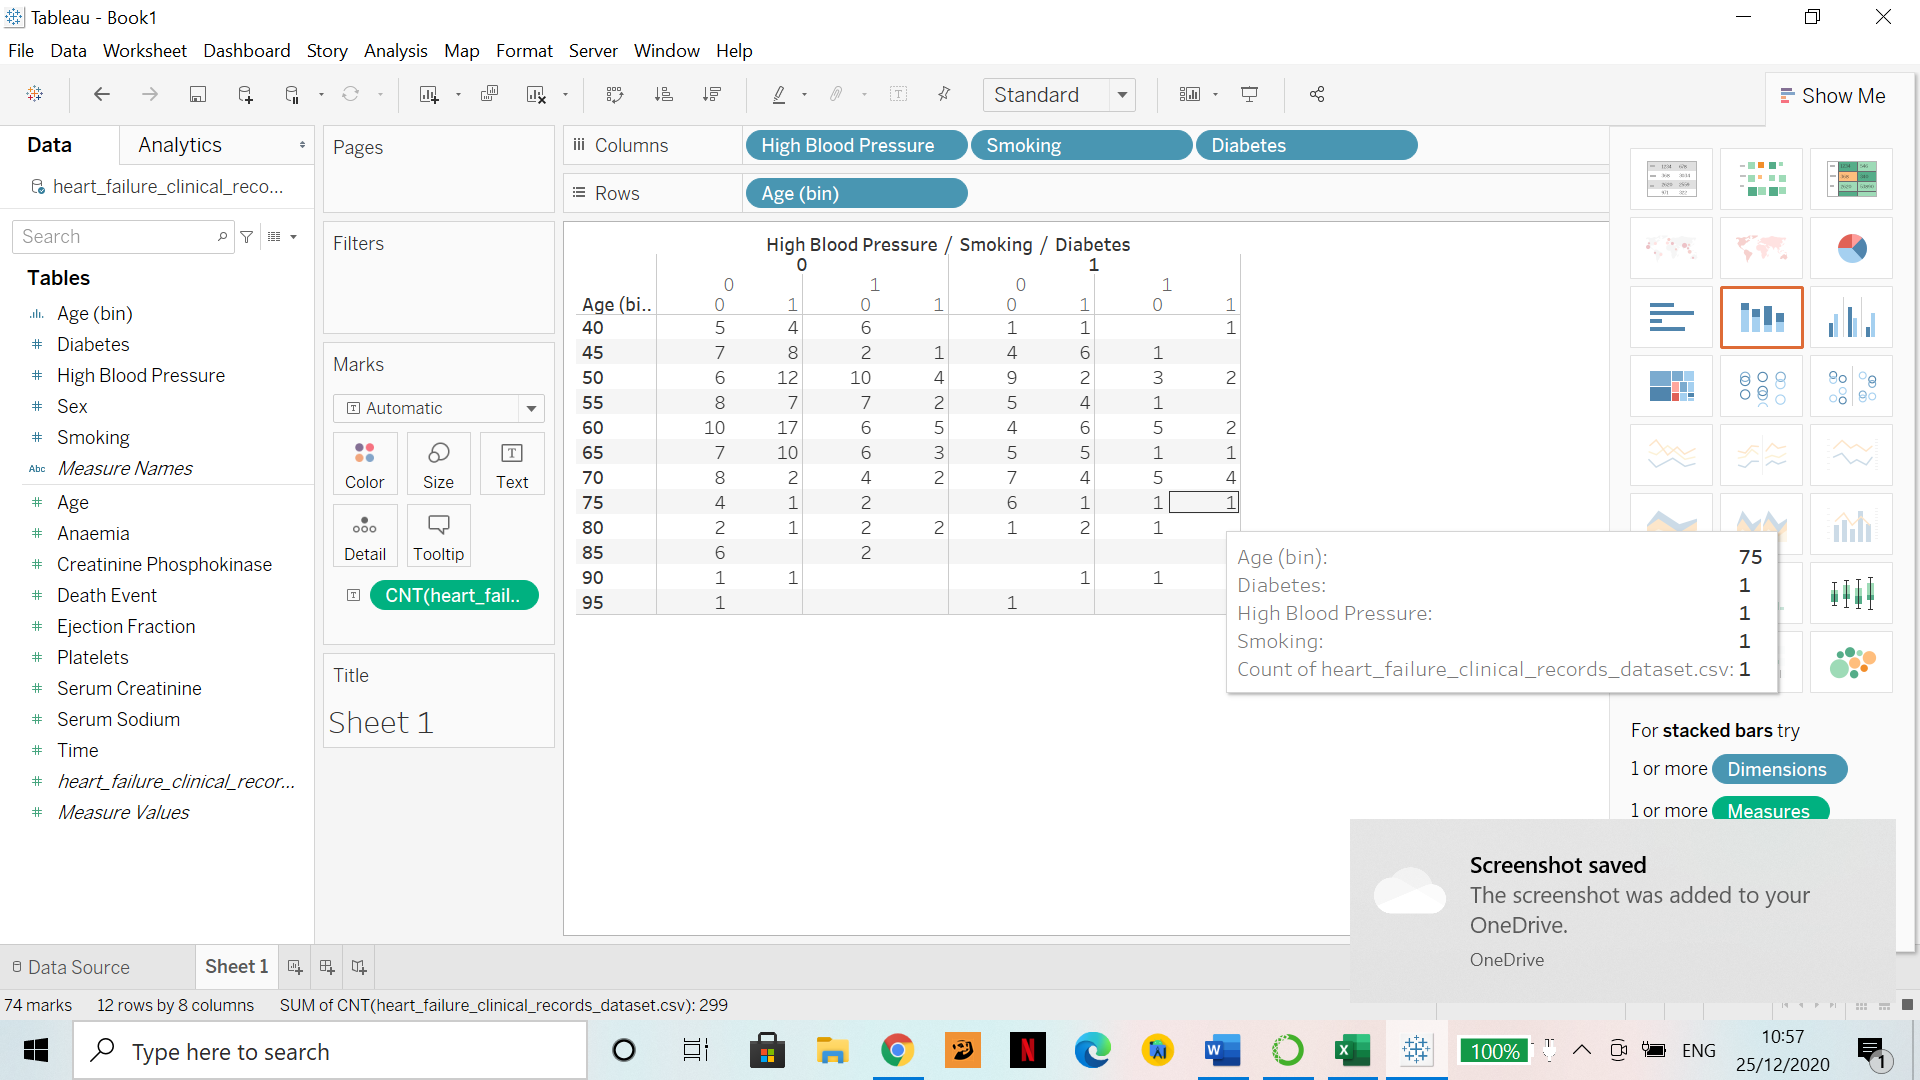 Tableau - Book1
File Data Worksheet Dashboard Story Analysis Map Format Server Window Help
Standard
Show Me
Data Analytics
heart_failure_clinical_reco...
Search
Tables
Age (bin)
Diabetes
High Blood Pressure
Sex
Smoking
Abc Measure Names
Age
Anaemia
Creatinine Phosphokinase
Death Event
Ejection Fraction
Platelets
Serum Creatinine
Serum Sodium
Time
heart_failure_clinical_recor...
Measure Values
Pages
Filters
Marks
Automatic
Color Size Text
Detail Tooltip
CNT(heart_fail..
Title
Sheet 1
Columns High Blood Pressure Smoking Diabetes
Rows Age (bin)
High Blood Pressure / Smoking / Diabetes
0 1
0 1 0 1
Age (bi.. 0 1 0 1 0 1 0 1
40 5 4 6 1 1 1
45 7 8 2 1 4 6 1
50 6 12 10 4 9 2 3 2
55 8 7 7 2 5 4 1
60 10 17 6 5 4 6 5 2
65 7 10 6 3 5 5 1 1
70 8 2 4 2 7 4 5 4
75 4 1 2 6 1 1 1
80 2 1 2 2 1 2 1
85 6 2
90 1 1 1 1
95 1 1
Age (bin): 75
Diabetes: 1
High Blood Pressure: 1
Smoking: 1
Count of heart_failure_clinical_records_dataset.csv: 1
For stacked bars try
1 or more Dimensions
1 or more Measures
Screenshot saved
The screenshot was added to your
OneDrive.
OneDrive
Data Source Sheet 1
74 marks 12 rows by 8 columns SUM of CNT(heart_failure_clinical_records_dataset.csv): 299
Type here to search
100%
ENG
10:57
25/12/2020
1